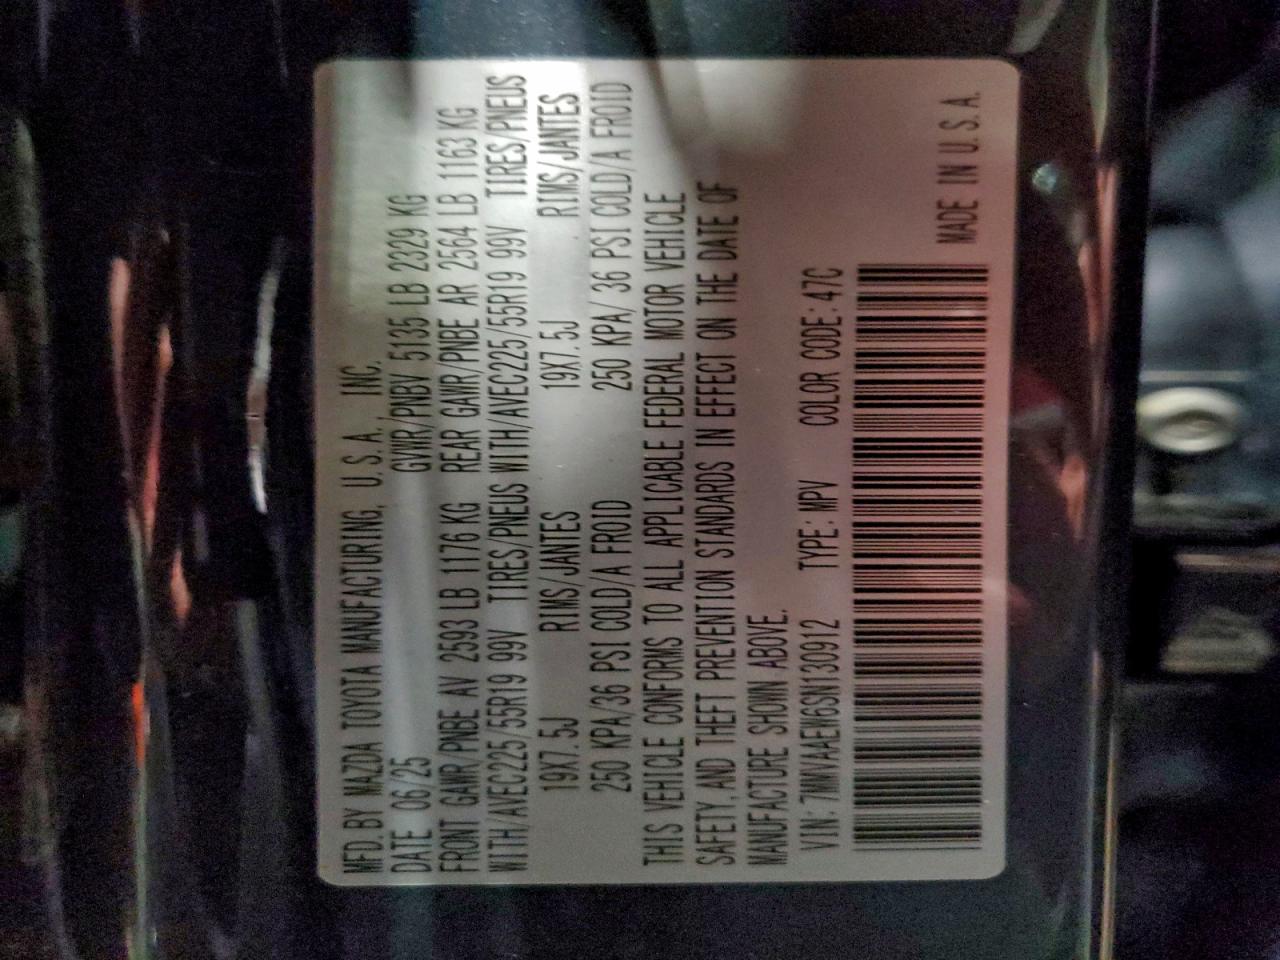 MFD. BY MAZDA TOYOTA MANUFACTURING, U.S.A., INC.
DATE 06/25 GVWR/PNBV 5135 LB 2329 KG
FRONT GAWR/PNBE AV 2593 LB 1176 KG REAR GAWR/PNBE AR 2564 LB 1163 KG
WITH/AVEC225/55R19 99V TIRES/PNEUS WITH/AVEC225/55R19 99V TIRES/PNEUS
19X7.5J RIMS/JANTES 19X7.5J RIMS/JANTES
250 KPA/36 PSI COLD/A FROID 250 KPA/ 36 PSI COLD/A FROID
THIS VEHICLE CONFORMS TO ALL APPLICABLE FEDERAL MOTOR VEHICLE
SAFETY, AND THEFT PREVENTION STANDARDS IN EFFECT ON THE DATE OF
MANUFACTURE SHOWN ABOVE.
VIN: 7MMVAAEW6SN130912 TYPE: MPV COLOR CODE: 47C
MADE IN U.S.A.